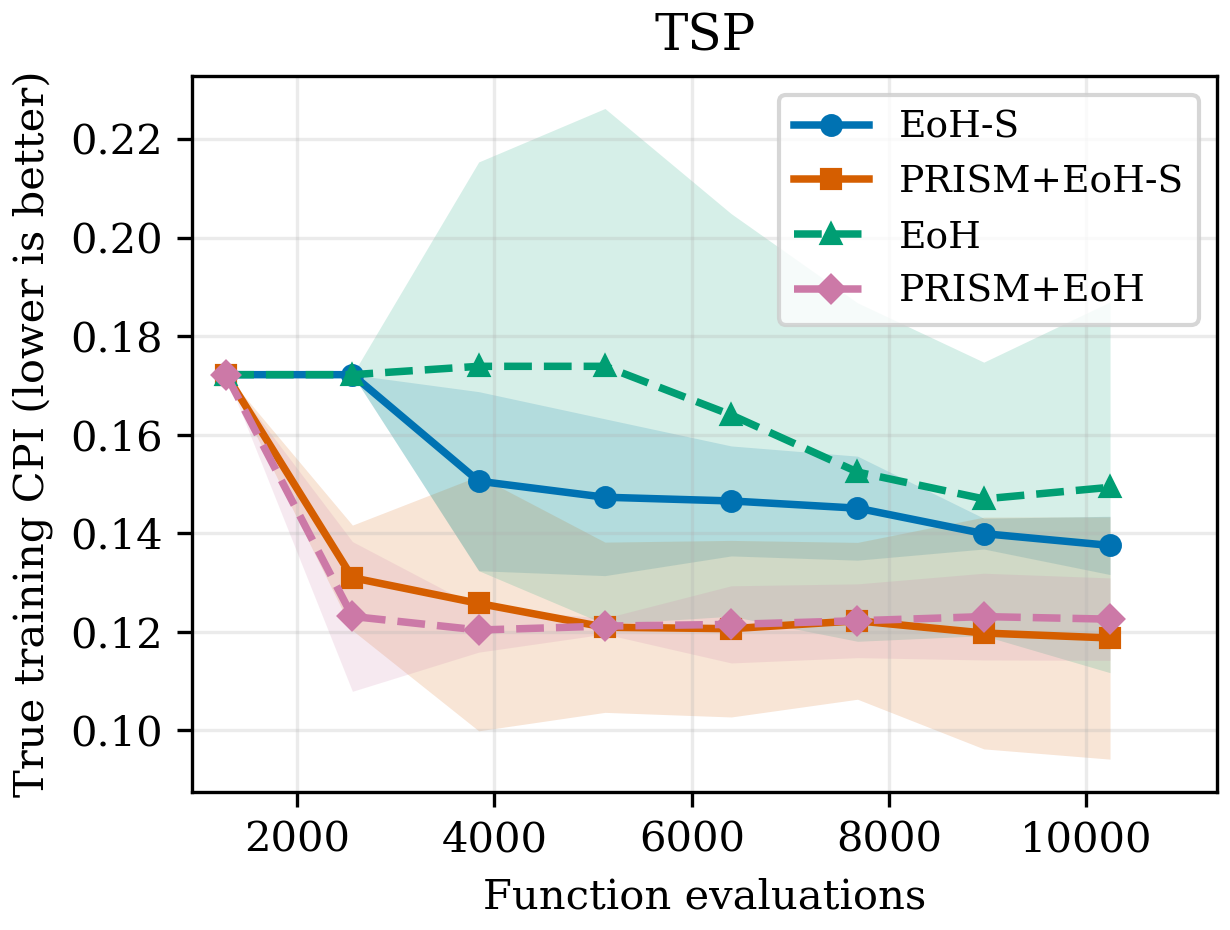 TSP
True training CPI (lower is better)
0.22
0.20
0.18
0.16
0.14
0.12
0.10
EoH-S
PRISM+EoH-S
EoH
PRISM+EoH
2000 4000 6000 8000 10000
Function evaluations